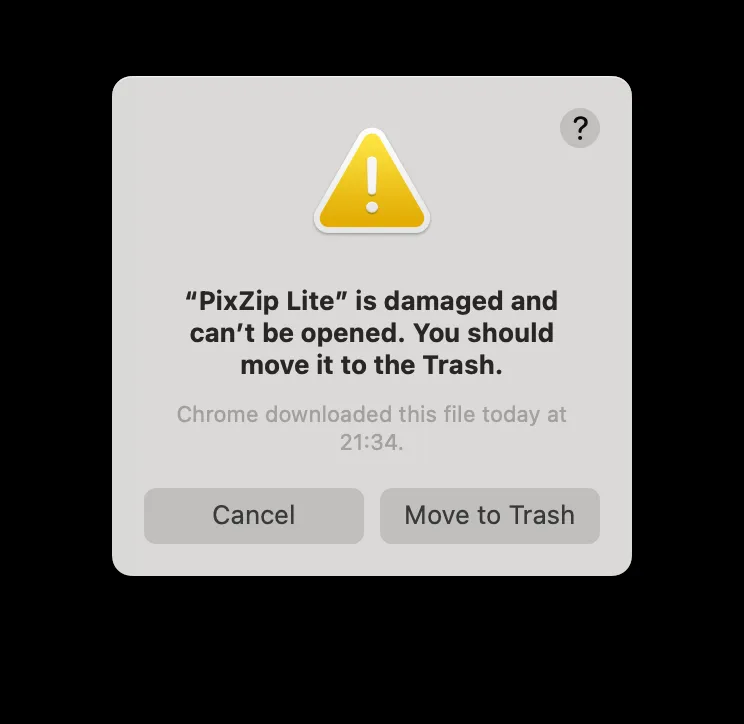 ?
“PixZip Lite” is damaged and
can’t be opened. You should
move it to the Trash.
Chrome downloaded this file today at
21:34.
Cancel
Move to Trash